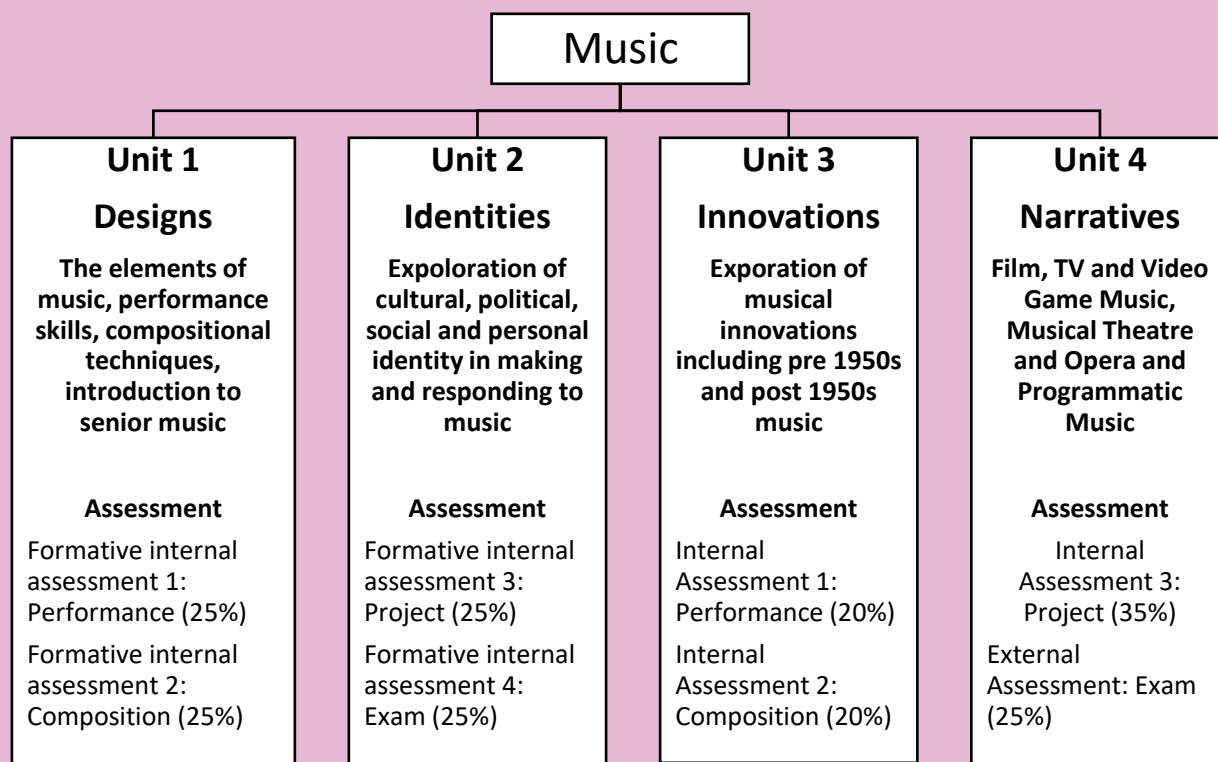 Music
Unit 1
Designs
The elements of
music, performance
skills, compositional
techniques,
introduction to
senior music
Assessment
Formative internal
assessment 1:
Performance (25%)
Formative internal
assessment 2:
Composition (25%)
Unit 2
Identities
Expoloration of
cultural, political,
social and personal
identity in making
and responding to
music
Assessment
Formative internal
assessment 3:
Project (25%)
Formative internal
assessment 4:
Exam (25%)
Unit 3
Innovations
Exporation of
musical
innovations
including pre 1950s
and post 1950s
music
Assessment
Internal
Assessment 1:
Performance (20%)
Internal
Assessment 2:
Composition (20%)
Unit 4
Narratives
Film, TV and Video
Game Music,
Musical Theatre
and Opera and
Programmatic
Music
Assessment
Internal
Assessment 3:
Project (35%)
External
Assessment: Exam
(25%)